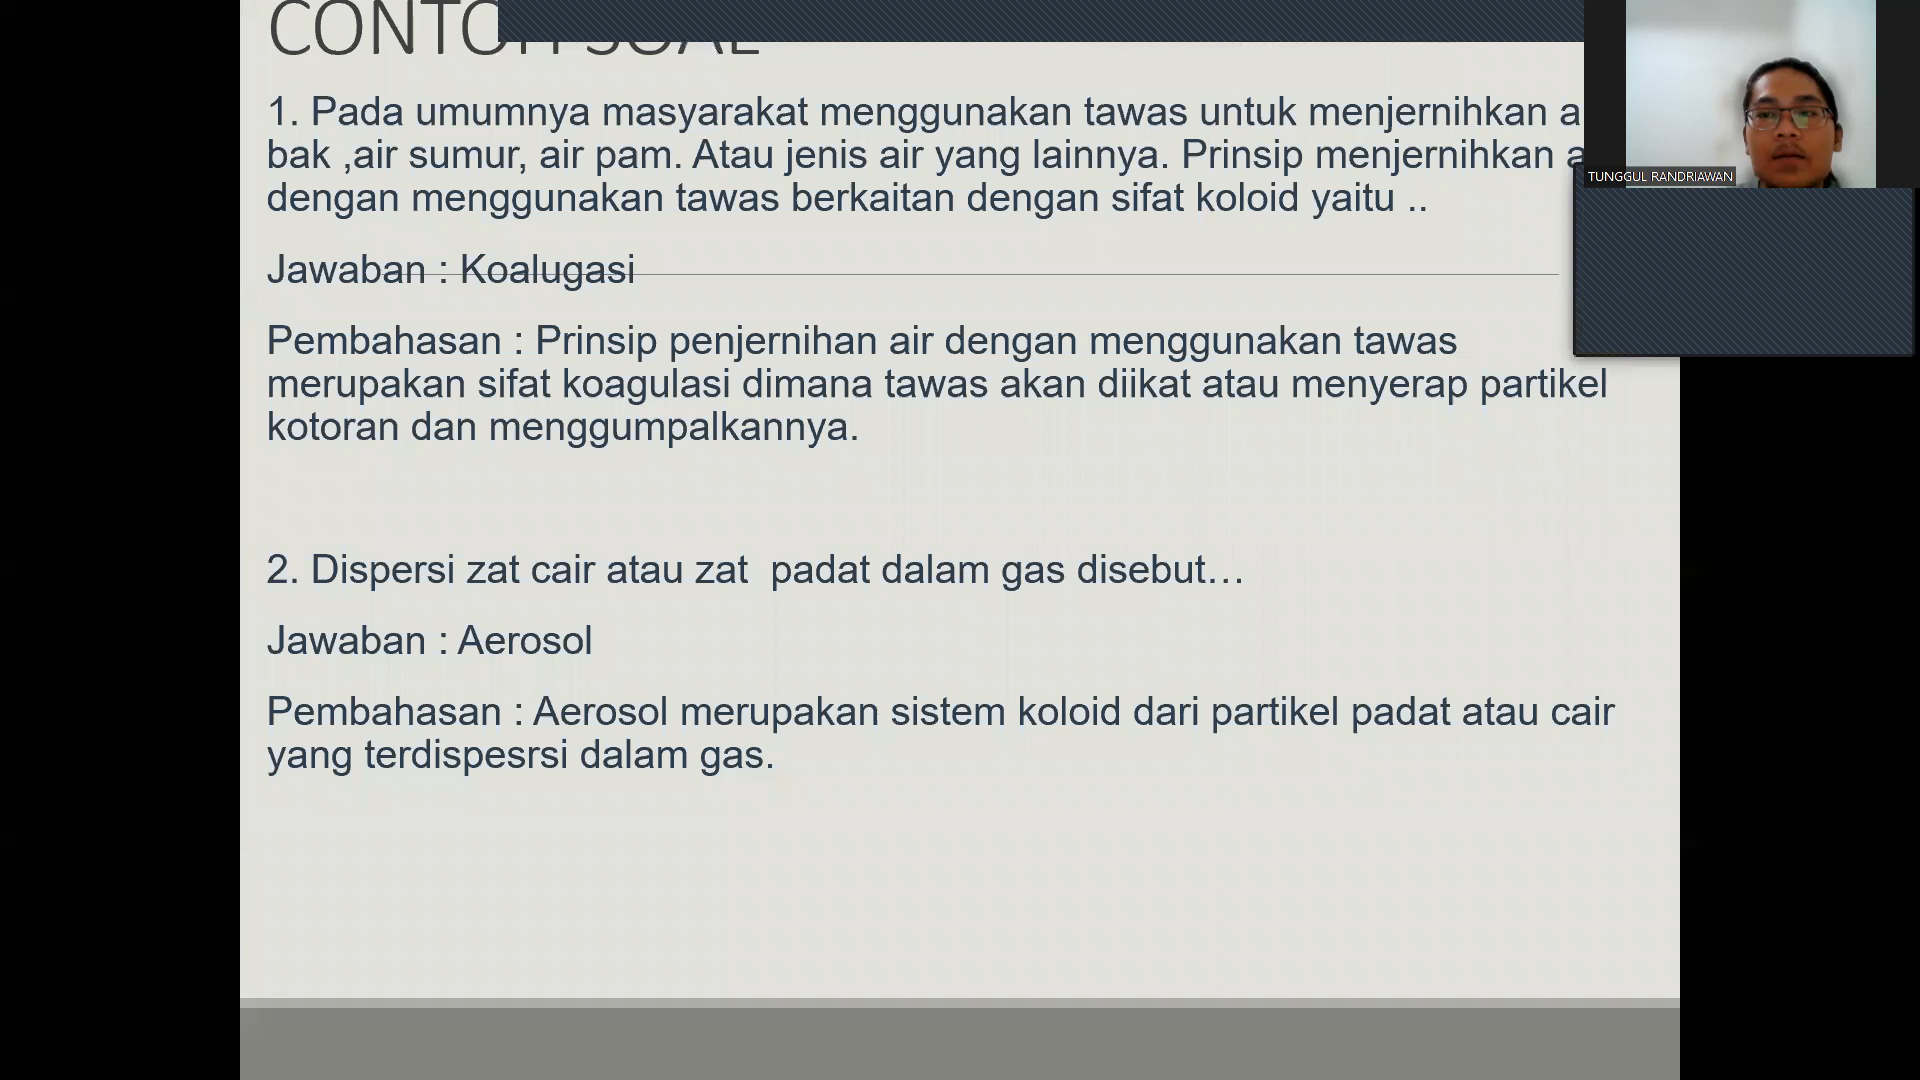 CONTOH SOAL
1. Pada umumnya masyarakat menggunakan tawas untuk menjernihkan
bak ,air sumur, air pam. Atau jenis air yang lainnya. Prinsip menjernihkan
dengan menggunakan tawas berkaitan dengan sifat koloid yaitu ..
TUNGGUL RANDRIAWAN
Jawaban : Koalugasi
Pembahasan : Prinsip penjernihan air dengan menggunakan tawas
merupakan sifat koagulasi dimana tawas akan diikat atau menyerap partikel
kotoran dan menggumpalkannya.
2. Dispersi zat cair atau zat  padat dalam gas disebut…
Jawaban : Aerosol
Pembahasan : Aerosol merupakan sistem koloid dari partikel padat atau cair
yang terdispesrsi dalam gas.